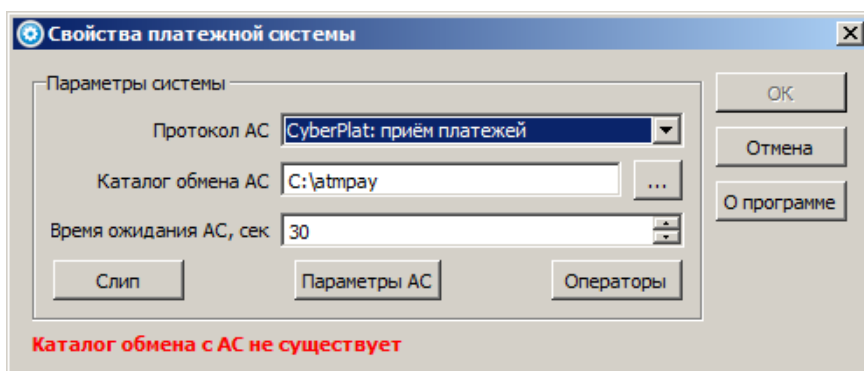 Свойства платежной системы
Параметры системы
Протокол АС CyberPlat: приём платежей
Каталог обмена АС C:\atmpay ...
Время ожидания АС, сек 30
Слип Параметры АС Операторы
ОК
Отмена
О программе
Каталог обмена с АС не существует